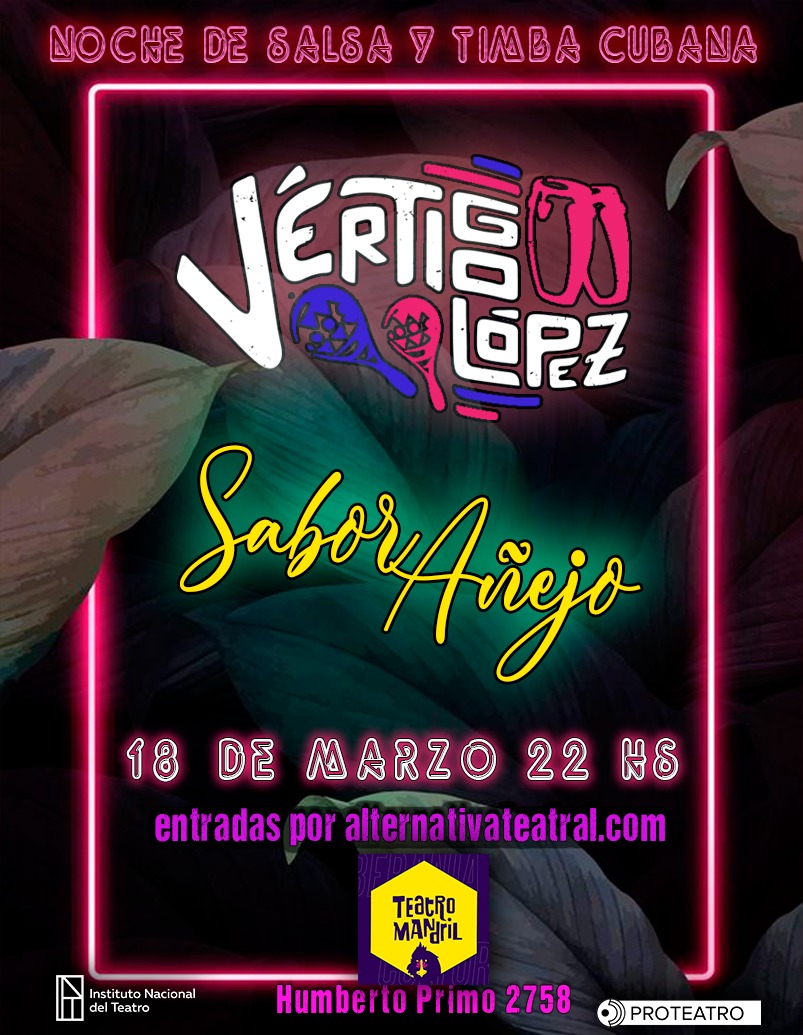 NOCHE DE SALSA Y TIMBA CUBANA
VÉRTIGO
LÓPEZ
Sabor Añejo
18 DE MARZO 22 HS
entradas por alternativateatral.com
TEATRO
MANDRIL
Humberto Primo 2758
Instituto Nacional
del Teatro
PROTEATRO